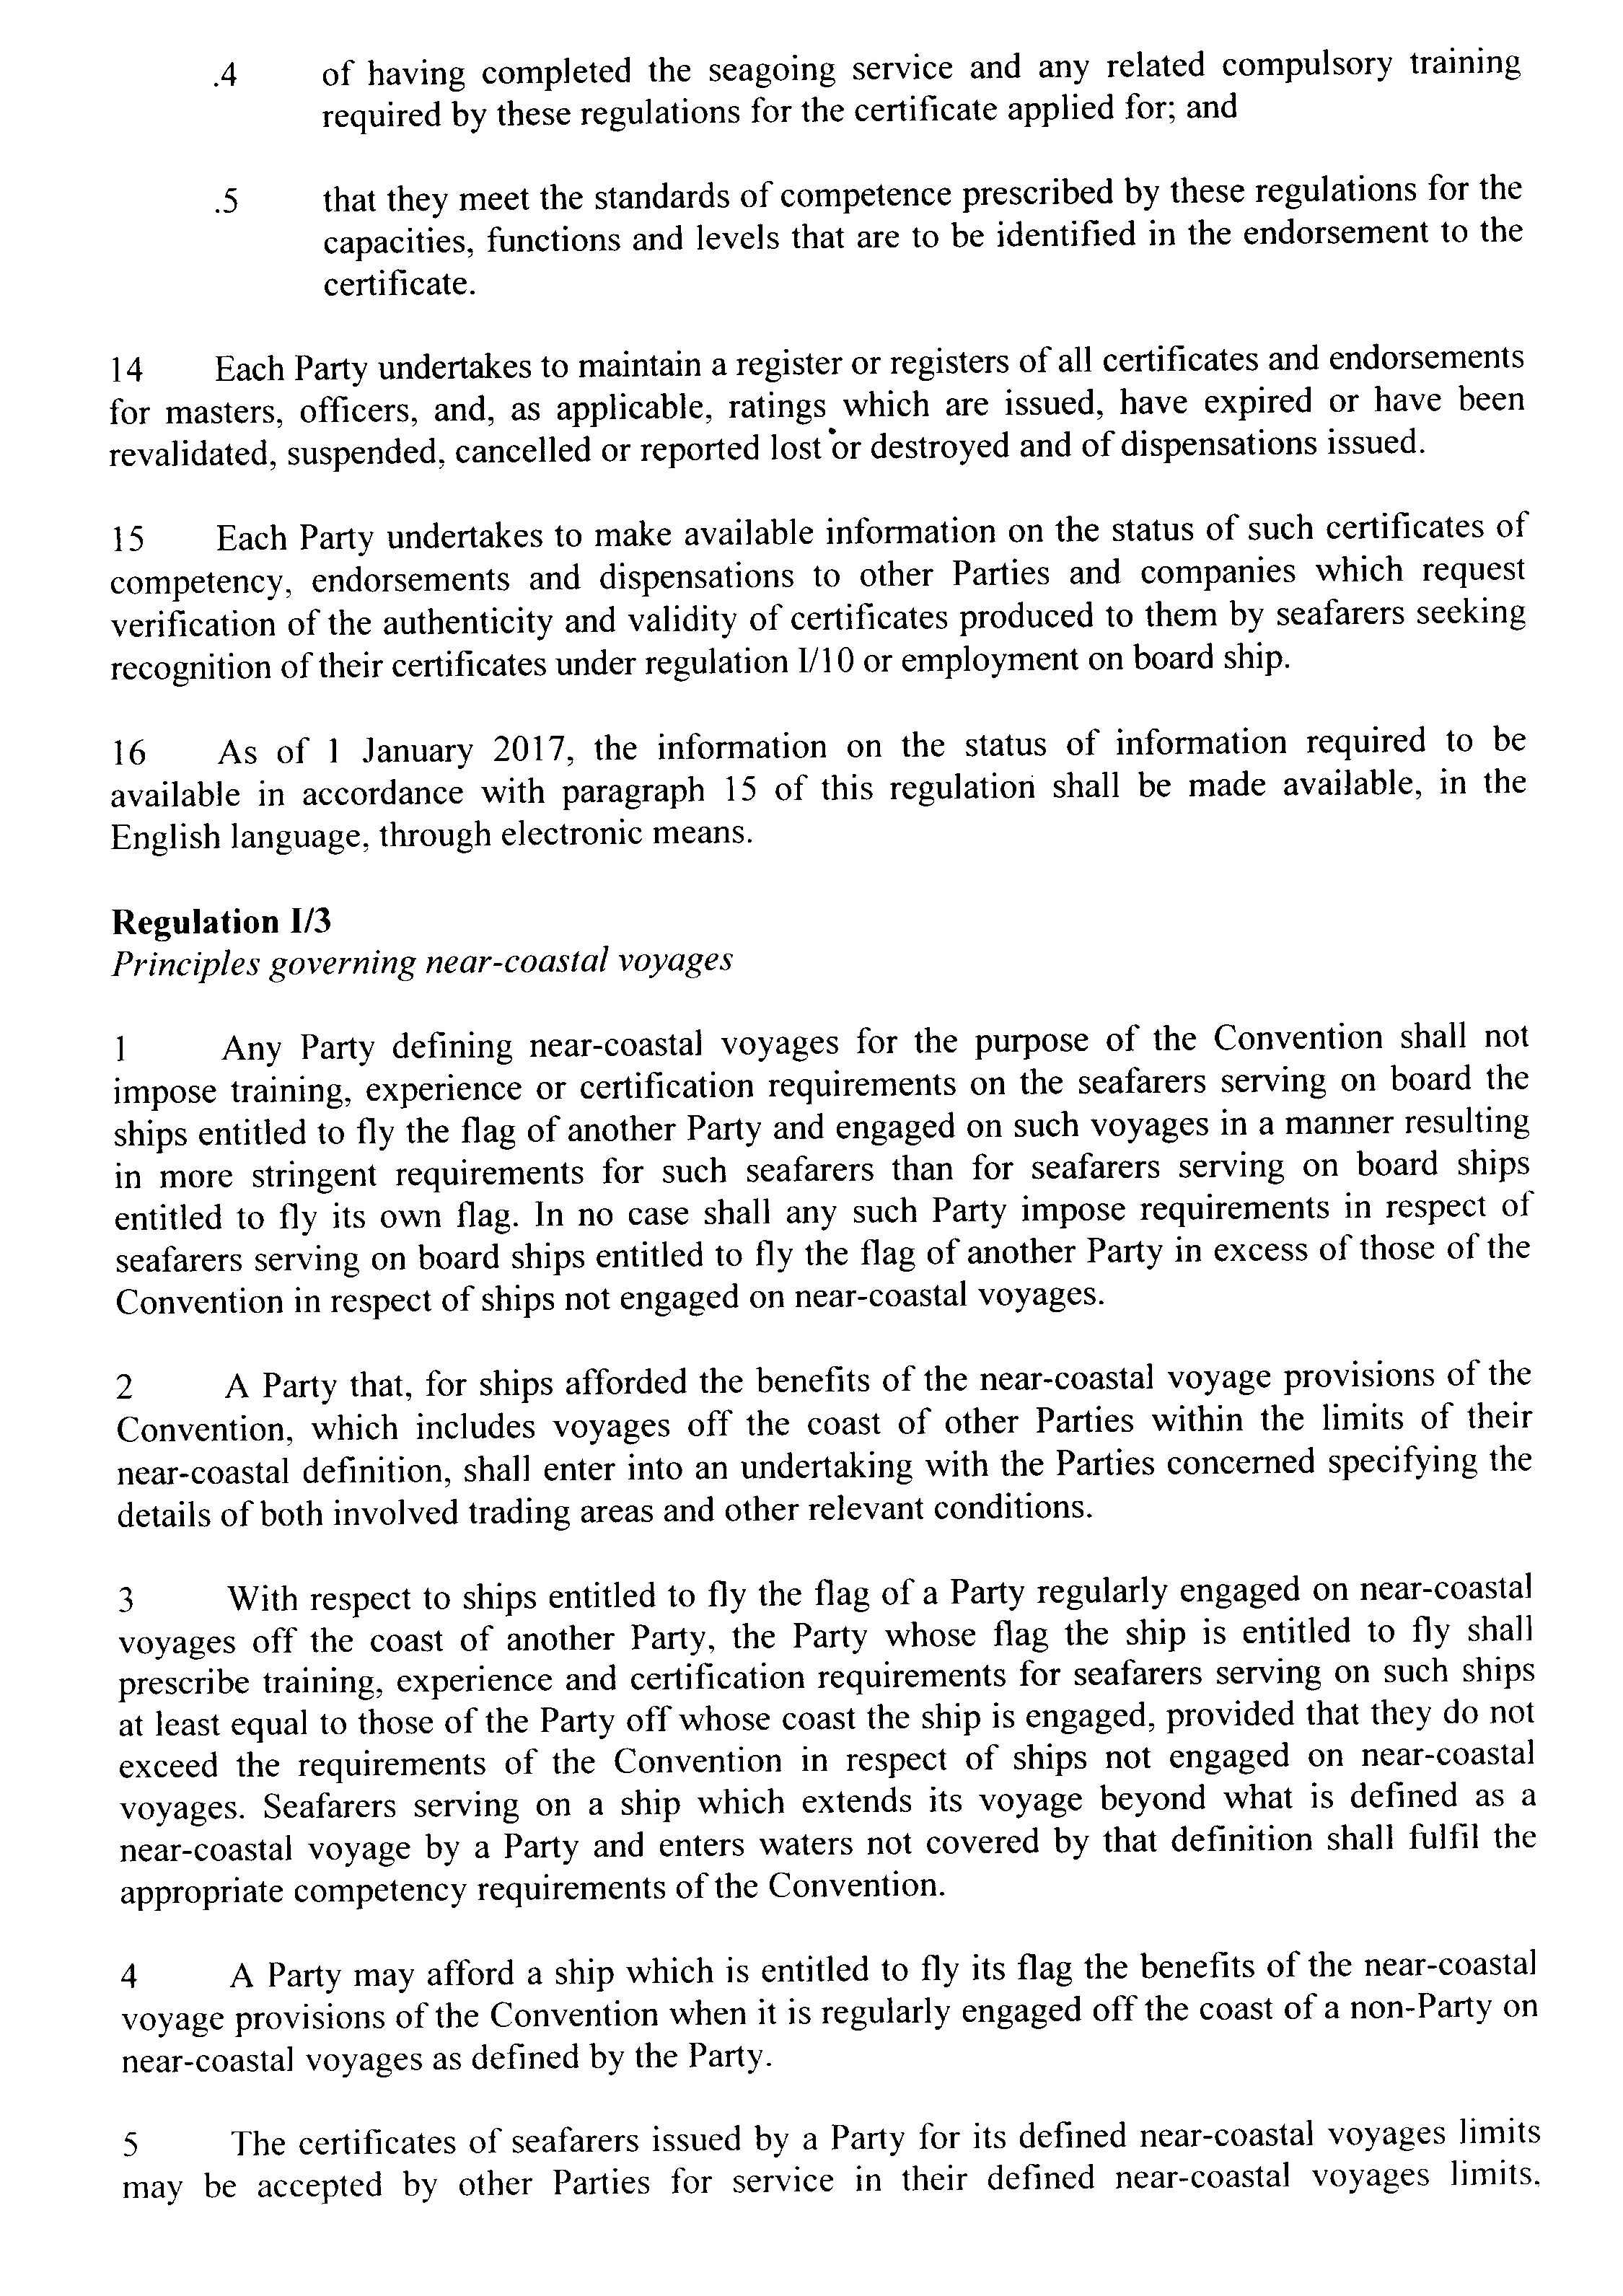 .4 of having completed the seagoing service and any related compulsory training
required by these regulations for the certificate applied for; and
.5 that they meet the standards of competence prescribed by these regulations for the
capacities, functions and levels that are to be identified in the endorsement to the
certificate.
14 Each Party undertakes to maintain a register or registers of all certificates and endorsements
for masters, officers, and, as applicable, ratings which are issued, have expired or have been
revalidated, suspended, cancelled or reported lost or destroyed and of dispensations issued.
15 Each Party undertakes to make available information on the status of such certificates of
competency, endorsements and dispensations to other Parties and companies which request
verification of the authenticity and validity of certificates produced to them by seafarers seeking
recognition of their certificates under regulation I/10 or employment on board ship.
16 As of 1 January 2017, the information on the status of information required to be
available in accordance with paragraph 15 of this regulation shall be made available, in the
English language, through electronic means.
Regulation I/3
Principles governing near-coastal voyages
1 Any Party defining near-coastal voyages for the purpose of the Convention shall not
impose training, experience or certification requirements on the seafarers serving on board the
ships entitled to fly the flag of another Party and engaged on such voyages in a manner resulting
in more stringent requirements for such seafarers than for seafarers serving on board ships
entitled to fly its own flag. In no case shall any such Party impose requirements in respect of
seafarers serving on board ships entitled to fly the flag of another Party in excess of those of the
Convention in respect of ships not engaged on near-coastal voyages.
2 A Party that, for ships afforded the benefits of the near-coastal voyage provisions of the
Convention, which includes voyages off the coast of other Parties within the limits of their
near-coastal definition, shall enter into an undertaking with the Parties concerned specifying the
details of both involved trading areas and other relevant conditions.
3 With respect to ships entitled to fly the flag of a Party regularly engaged on near-coastal
voyages off the coast of another Party, the Party whose flag the ship is entitled to fly shall
prescribe training, experience and certification requirements for seafarers serving on such ships
at least equal to those of the Party off whose coast the ship is engaged, provided that they do not
exceed the requirements of the Convention in respect of ships not engaged on near-coastal
voyages. Seafarers serving on a ship which extends its voyage beyond what is defined as a
near-coastal voyage by a Party and enters waters not covered by that definition shall fulfil the
appropriate competency requirements of the Convention.
4 A Party may afford a ship which is entitled to fly its flag the benefits of the near-coastal
voyage provisions of the Convention when it is regularly engaged off the coast of a non-Party on
near-coastal voyages as defined by the Party.
5 The certificates of seafarers issued by a Party for its defined near-coastal voyages limits
may be accepted by other Parties for service in their defined near-coastal voyages limits,